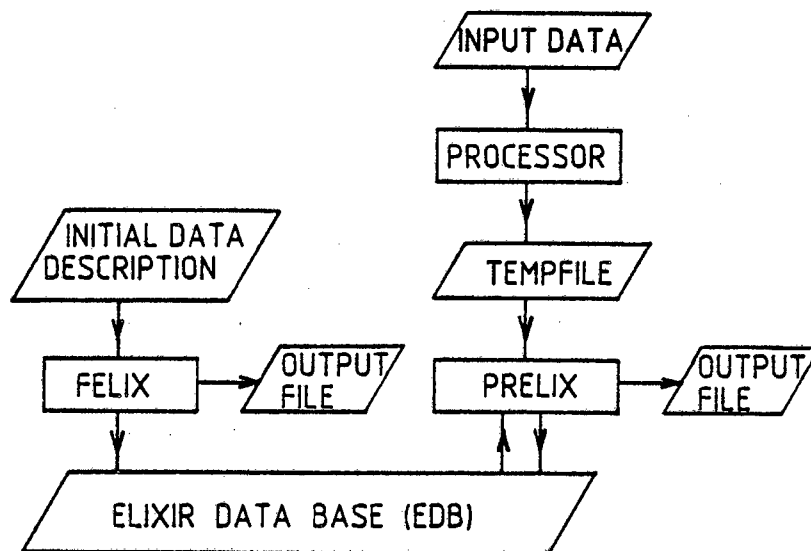 INPUT DATA
PROCESSOR
INITIAL DATA
DESCRIPTION
TEMPFILE
FELIX
OUTPUT
FILE
PRELIX
OUTPUT
FILE
ELIXIR DATA BASE (EDB)